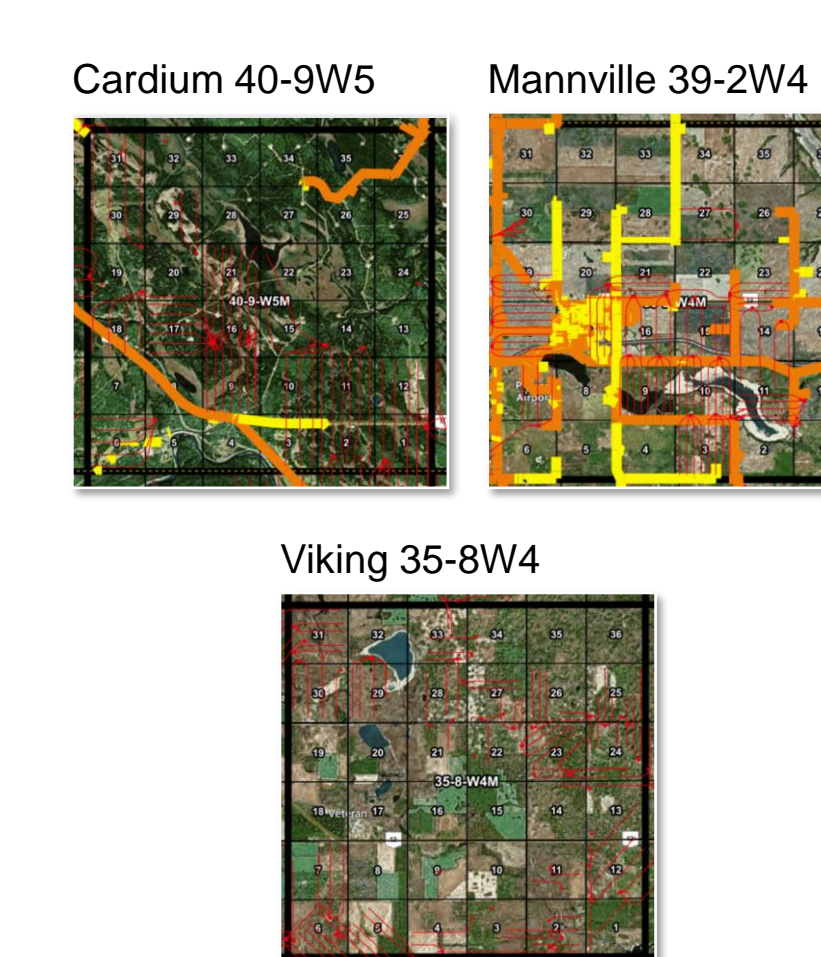 Cardium 40-9W5
Mannville 39-2W4
31 32 33 34 35
30 29 28 27 26 25
19 20 21 22 23 24
40-9-W5M
18 17 16 15 14 13
7 8 9 10 11 12
6 5 4 3 2 1
31 32 33 34 35
30 29 28 27 26
20 21 22 23
W4M
16 15 14
Airport
7 8 9 10 11
6 5 4 3 2
Viking 35-8W4
31 32 33 34 35 36
30 29 28 27 26 25
19 20 21 22 23 24
35-8-W4M
18 Veteran 17 16 15 14 13
7 8 9 10 11 12
6 5 4 3 2 1